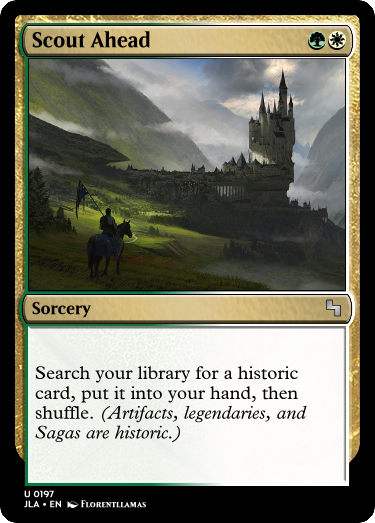 Scout Ahead
Sorcery
Search your library for a historic
card, put it into your hand, then
shuffle. (Artifacts, legendaries, and
Sagas are historic.)
U 0197
JLA • EN FLORENTLLAMAS